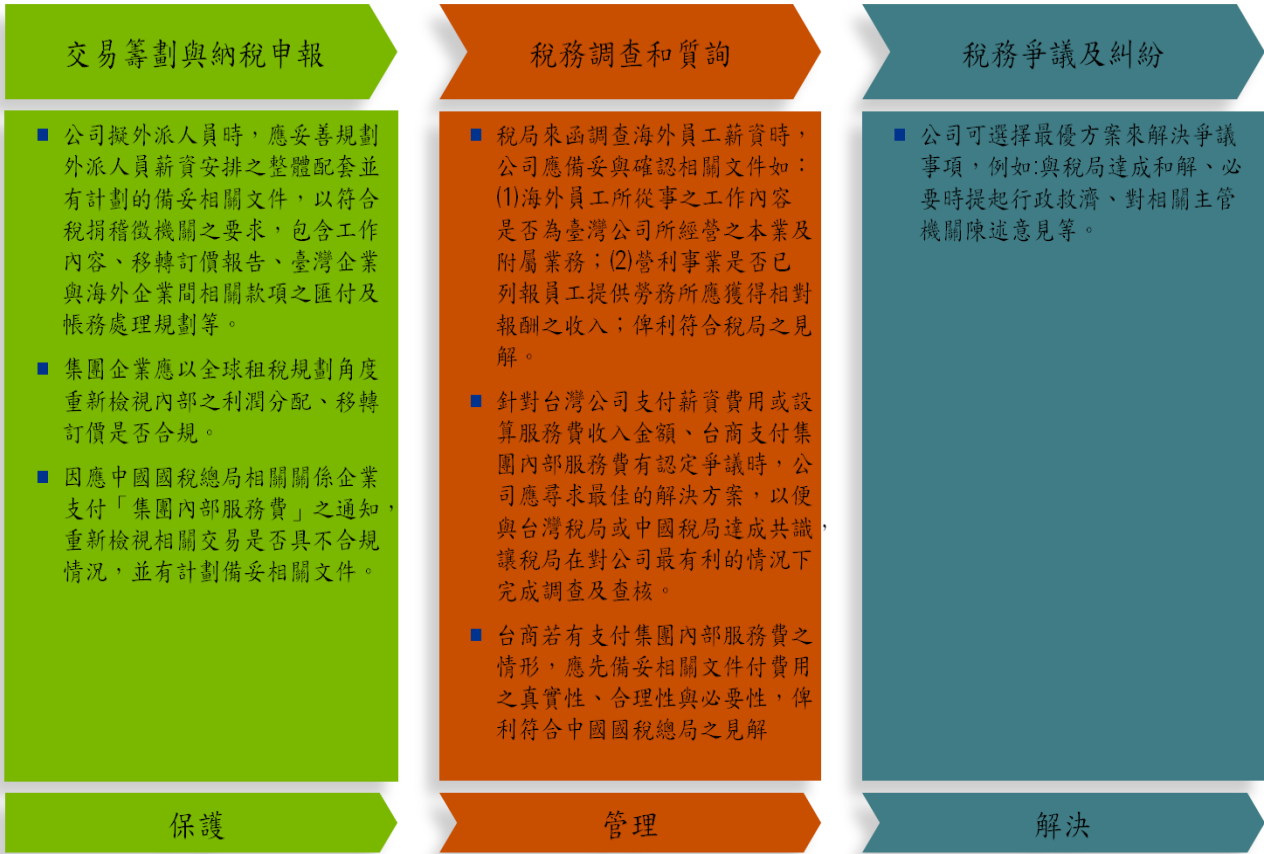 交易籌劃與納稅申報
公司擬外派人員時，應妥善規劃
外派人員薪資安排之整體配套並
有計劃的備妥相關文件，以符合
稅捐稽徵機關之要求，包含工作
內容、移轉訂價報告、臺灣企業
與海外企業間相關款項之匯付及
帳務處理規劃等。
集團企業應以全球租稅規劃角度
重新檢視內部之利潤分配、移轉
訂價是否合規。
因應中國國稅總局相關關係企業
支付「集團內部服務費」之通知，
重新檢視相關交易是否具不合規
情況，並有計劃備妥相關文件。
保護
稅務調查和質詢
稅局來函調查海外員工薪資時，
公司應備妥與確認相關文件如：
(1)海外員工所從事之工作內容
是否為臺灣公司所經營之本業及
附屬業務；(2)營利事業是否已
列報員工提供勞務所應獲得相對
報酬之收入；俾利符合稅局之見
解。
針對台灣公司支付薪資費用或設
算服務費收入金額、台商支付集
團內部服務費有認定爭議時，公
司應尋求最佳的解決方案，以便
與台灣稅局或中國稅局達成共識，
讓稅局在對公司最有利的情況下
完成調查及查核。
台商若有支付集團內部服務費之
情形，應先備妥相關文件付費用
之真實性、合理性與必要性，俾
利符合中國國稅總局之見解
管理
稅務爭議及糾紛
公司可選擇最優方案來解決爭議
事項，例如:與稅局達成和解、必
要時提起行政救濟、對相關主管
機關陳述意見等。
解決